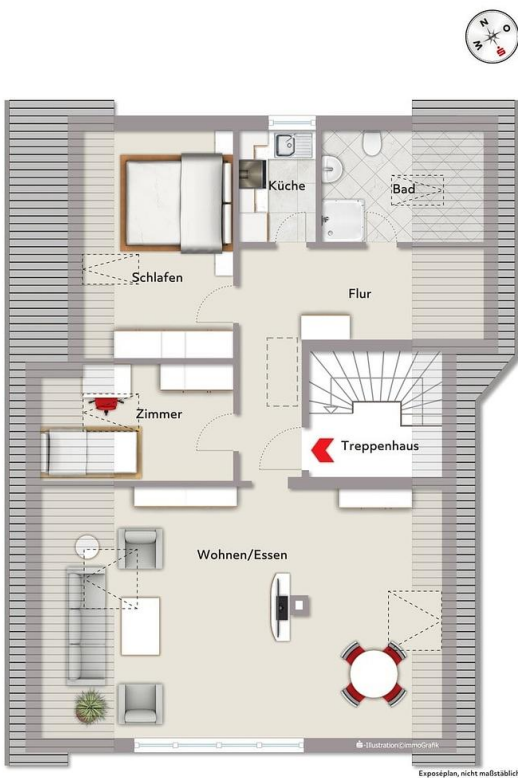 N
O
W
S
Küche
Bad
Schlafen
Flur
Zimmer
Treppenhaus
Wohnen/Essen
S-Illustration©immoGrafik
Exposéplan, nicht maßstäblich